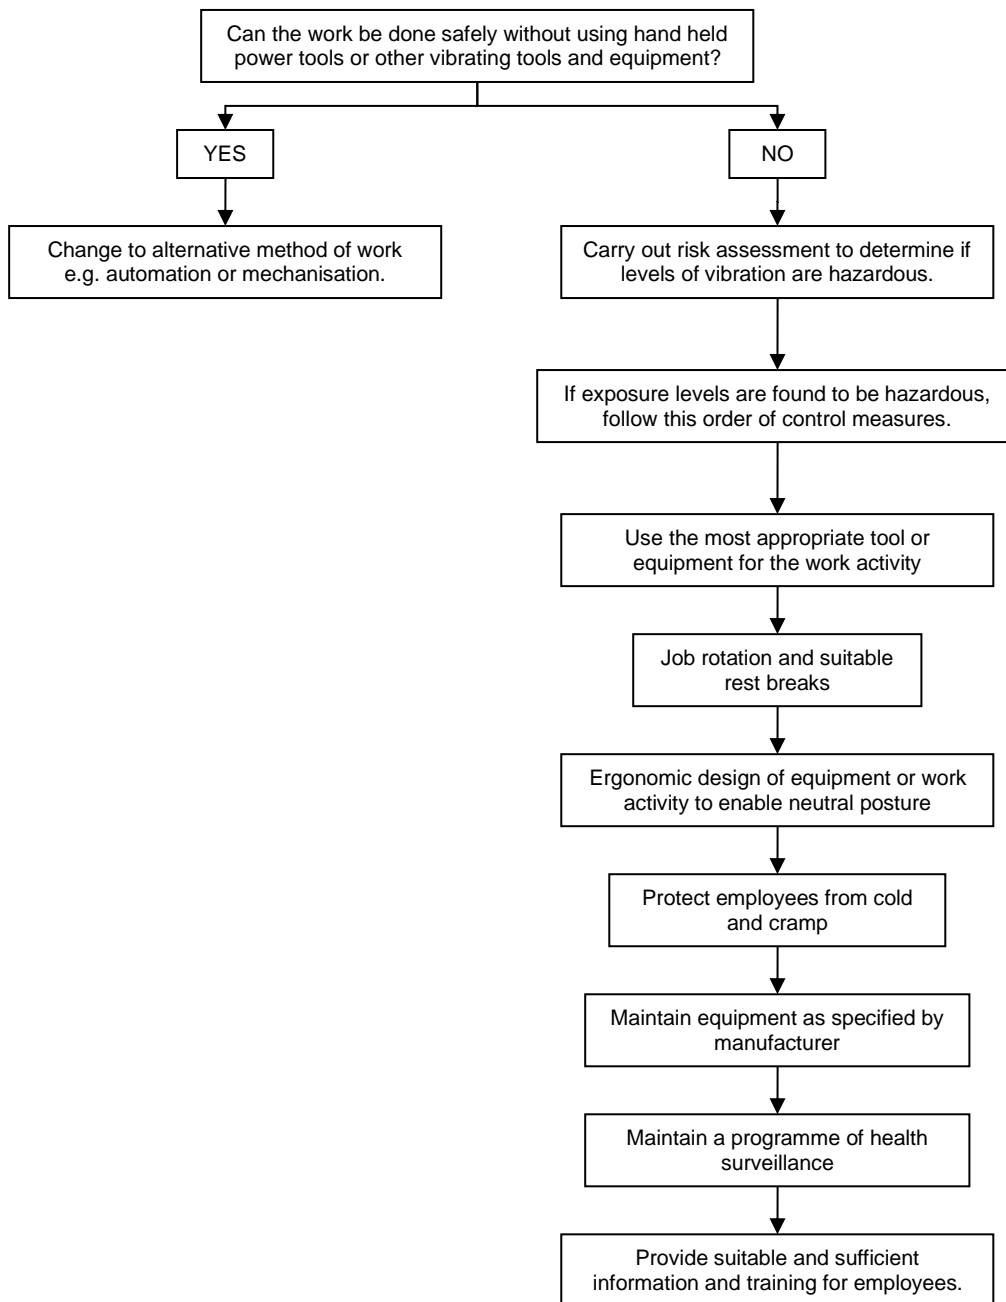 Can the work be done safely without using hand held
power tools or other vibrating tools and equipment?
YES
NO
Change to alternative method of work
e.g. automation or mechanisation.
Carry out risk assessment to determine if
levels of vibration are hazardous.
If exposure levels are found to be hazardous,
follow this order of control measures.
Use the most appropriate tool or
equipment for the work activity
Job rotation and suitable
rest breaks
Ergonomic design of equipment or work
activity to enable neutral posture
Protect employees from cold
and cramp
Maintain equipment as specified by
manufacturer
Maintain a programme of health
surveillance
Provide suitable and sufficient
information and training for employees.